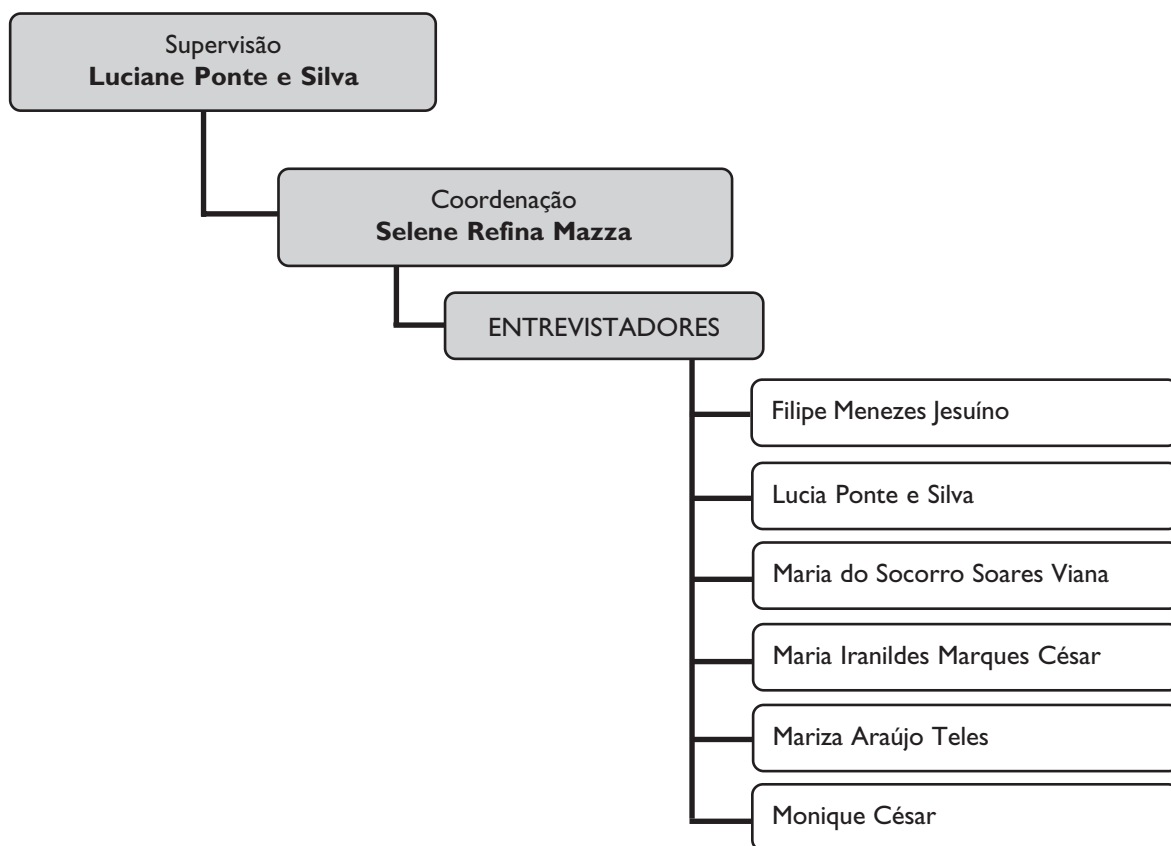 Supervisão
Luciane Ponte e Silva
Coordenação
Selene Refina Mazza
ENTREVISTADORES
Filipe Menezes Jesuíno
Lucia Ponte e Silva
Maria do Socorro Soares Viana
Maria Iranildes Marques César
Mariza Araújo Teles
Monique César